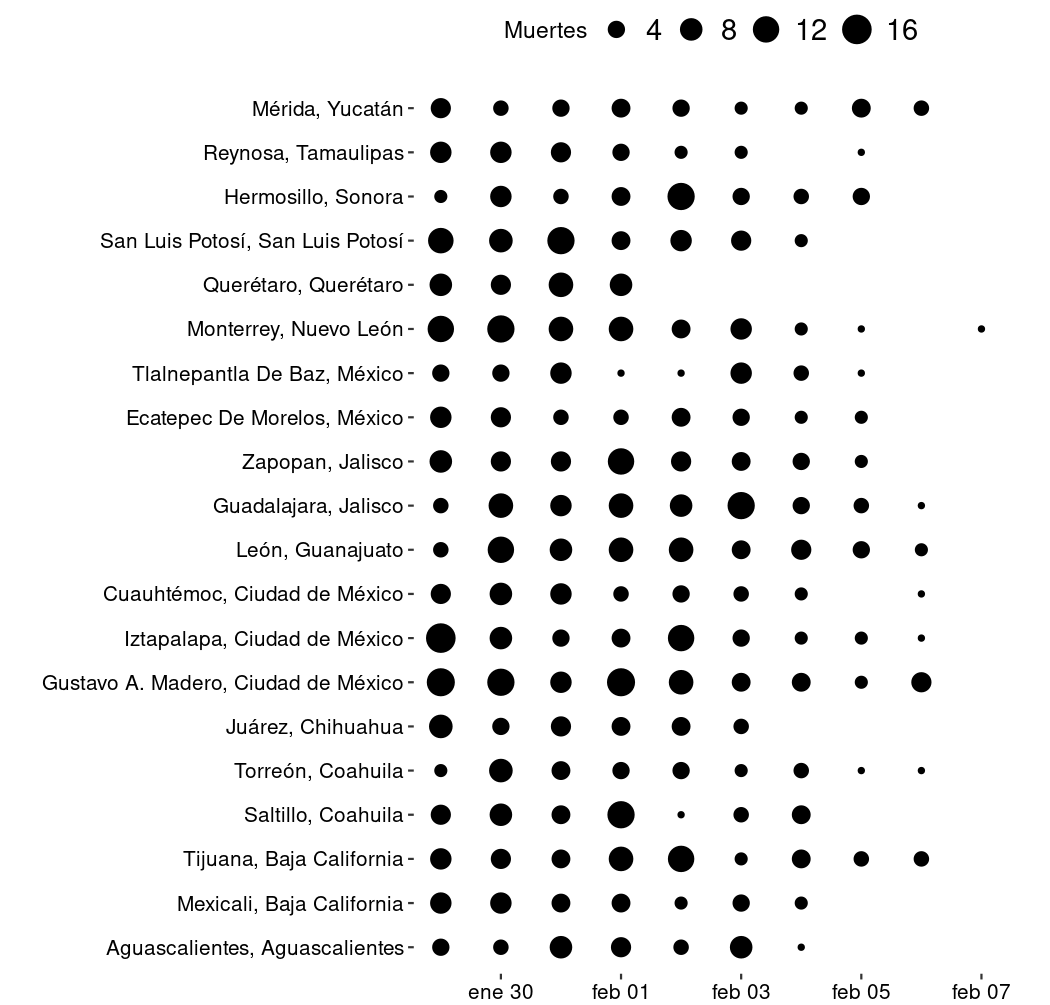 Muertes 4 8 12 16
Mérida, Yucatán
Reynosa, Tamaulipas
Hermosillo, Sonora
San Luis Potosí, San Luis Potosí
Querétaro, Querétaro
Monterrey, Nuevo León
Tlalnepantla De Baz, México
Ecatepec De Morelos, México
Zapopan, Jalisco
Guadalajara, Jalisco
León, Guanajuato
Cuauhtémoc, Ciudad de México
Iztapalapa, Ciudad de México
Gustavo A. Madero, Ciudad de México
Juárez, Chihuahua
Torreón, Coahuila
Saltillo, Coahuila
Tijuana, Baja California
Mexicali, Baja California
Aguascalientes, Aguascalientes
ene 30 feb 01 feb 03 feb 05 feb 07